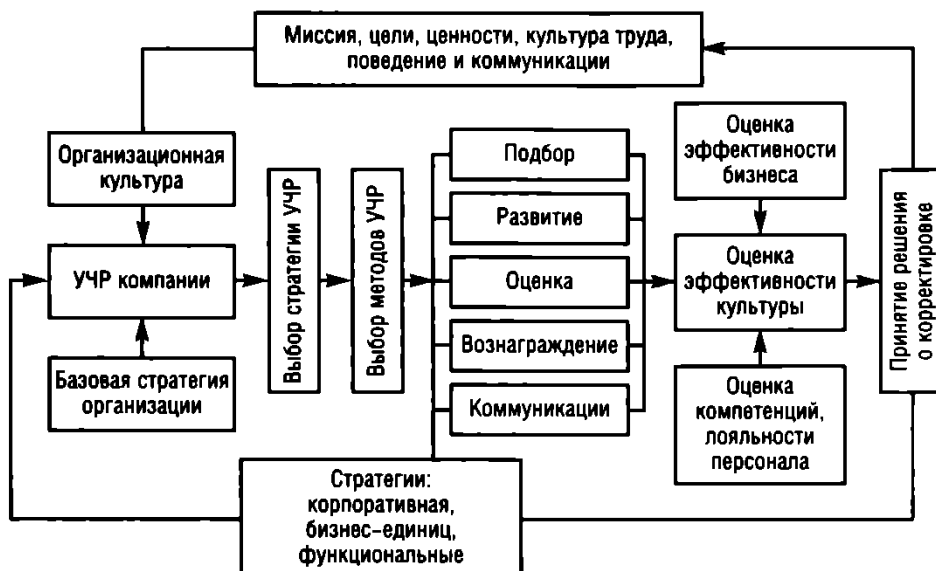 Миссия, цели, ценности, культура труда,
поведение и коммуникации
Организационная
культура
УЧР компании
Базовая стратегия
организации
Выбор стратегии УЧР
Выбор методов УЧР
Подбор
Развитие
Оценка
Вознаграждение
Коммуникации
Оценка
эффективности
бизнеса
Оценка
эффективности
культуры
Оценка
компетенций,
лояльности
персонала
Принятие решения
о корректировке
Стратегии:
корпоративная,
бизнес-единиц,
функциональные